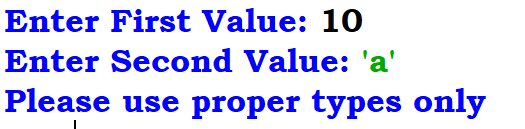 Enter First Value: 10
Enter Second Value: 'a'
Please use proper types only